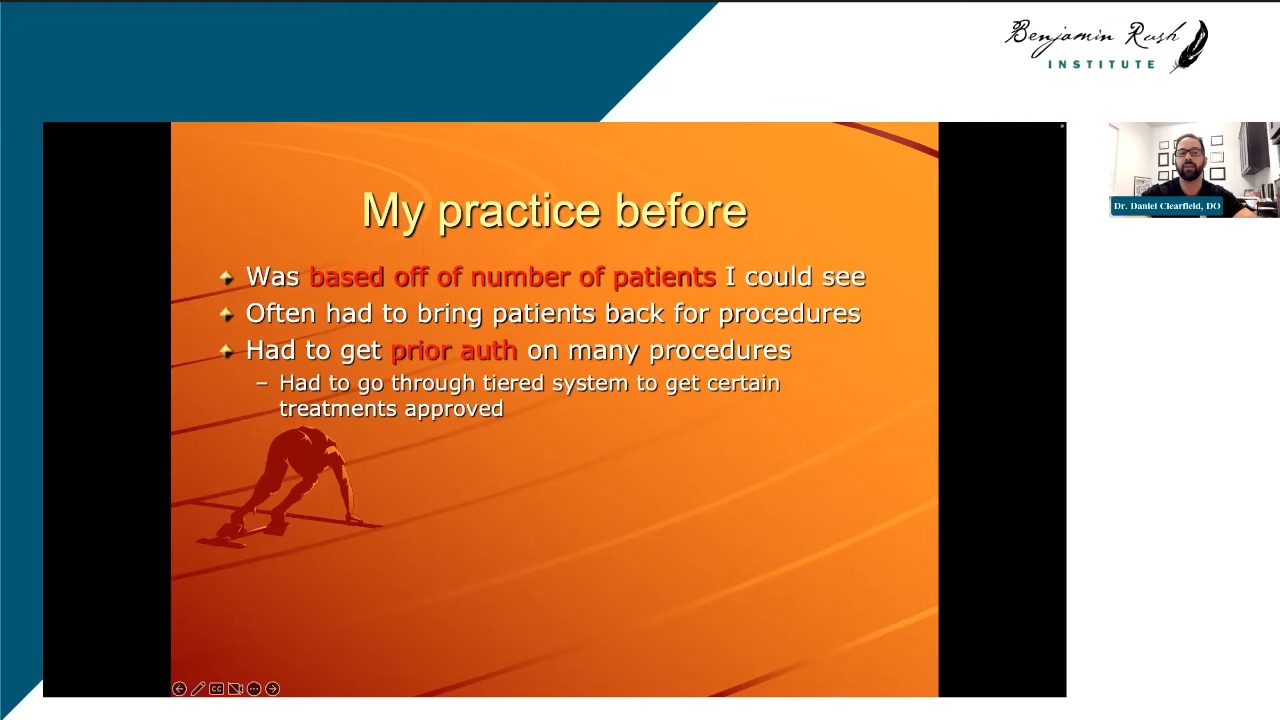 Benjamin Rush
INSTITUTE
My practice before
Was based off of number of patients I could see
Often had to bring patients back for procedures
Had to get prior auth on many procedures
– Had to go through tiered system to get certain
treatments approved
Dr. Daniel Clearfield, DO
CC